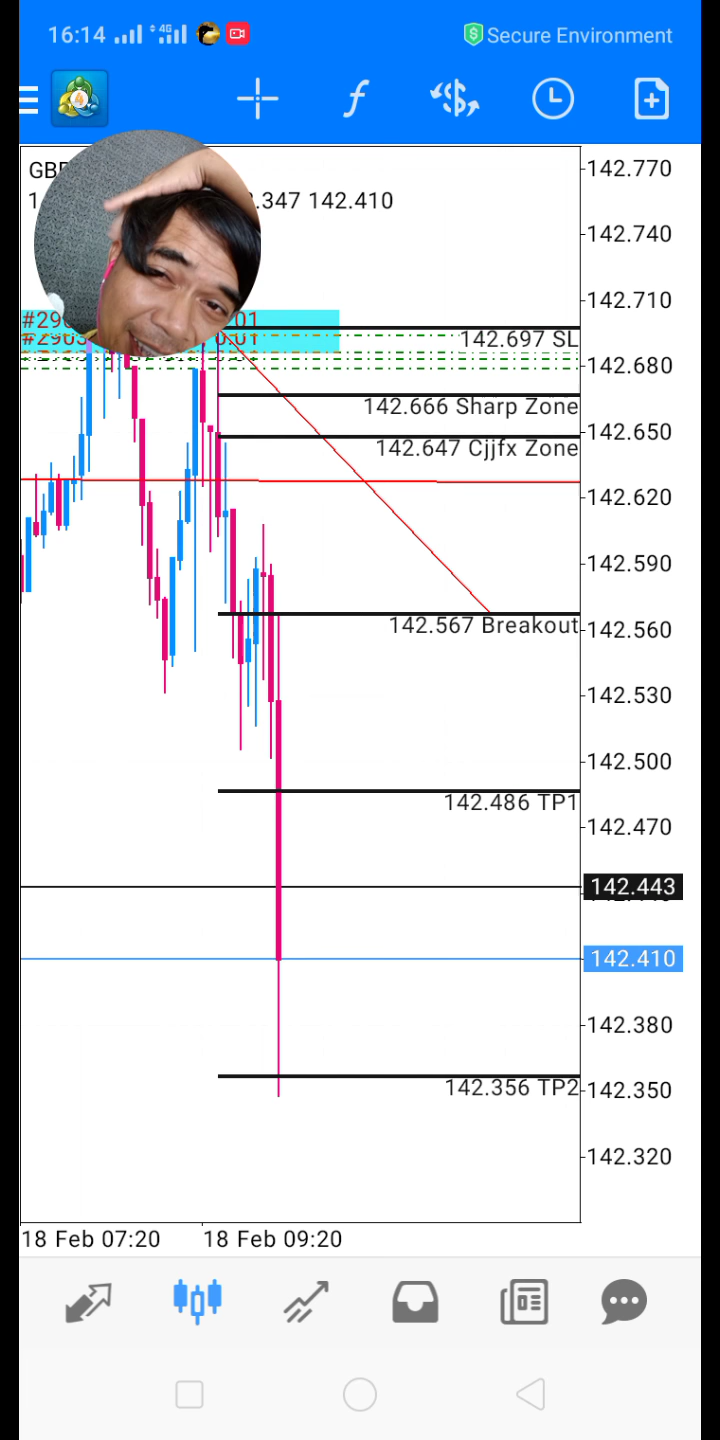 16:14
4G
Secure Environment
142.770
.347 142.410
142.740
142.710
142.697 SL
142.680
142.666 Sharp Zone
142.650
142.647 Cjjfx Zone
142.620
142.590
142.567 Breakout
142.560
142.530
142.500
142.486 TP1
142.470
142.443
142.410
142.380
142.356 TP2
142.350
142.320
18 Feb 07:20 18 Feb 09:20